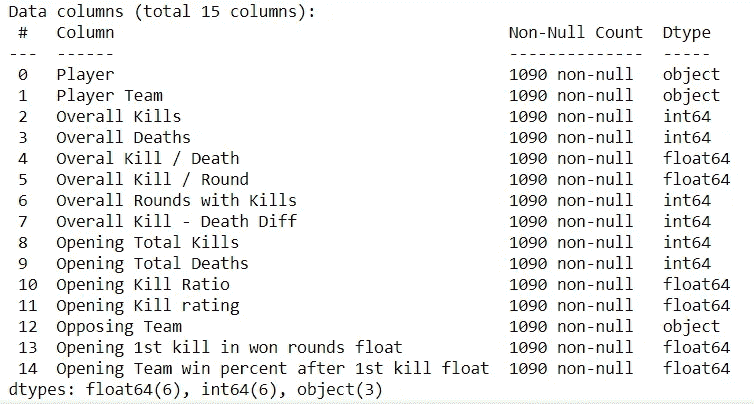 Data columns (total 15 columns):
 #   Column                                        Non-Null Count  Dtype
---  ------                                        --------------  -----
 0   Player                                        1090 non-null   object
 1   Player Team                                   1090 non-null   object
 2   Overall Kills                                 1090 non-null   int64
 3   Overall Deaths                                1090 non-null   int64
 4   Overal Kill / Death                           1090 non-null   float64
 5   Overall Kill / Round                          1090 non-null   float64
 6   Overall Rounds with Kills                     1090 non-null   int64
 7   Overall Kill - Death Diff                     1090 non-null   int64
 8   Opening Total Kills                           1090 non-null   int64
 9   Opening Total Deaths                          1090 non-null   int64
 10  Opening Kill Ratio                            1090 non-null   float64
 11  Opening Kill rating                           1090 non-null   float64
 12  Opposing Team                                 1090 non-null   object
 13  Opening 1st kill in won rounds float          1090 non-null   float64
 14  Opening Team win percent after 1st kill float  1090 non-null   float64
dtypes: float64(6), int64(6), object(3)